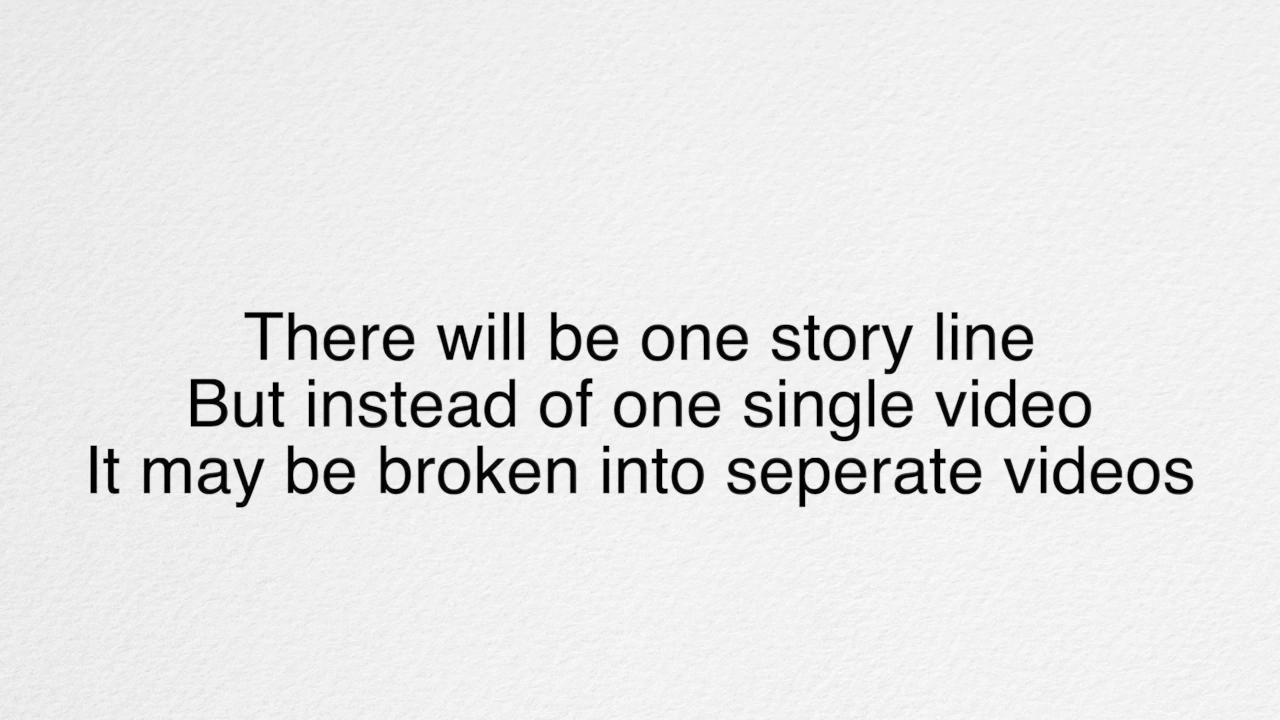 There will be one story line
But instead of one single video
It may be broken into seperate videos